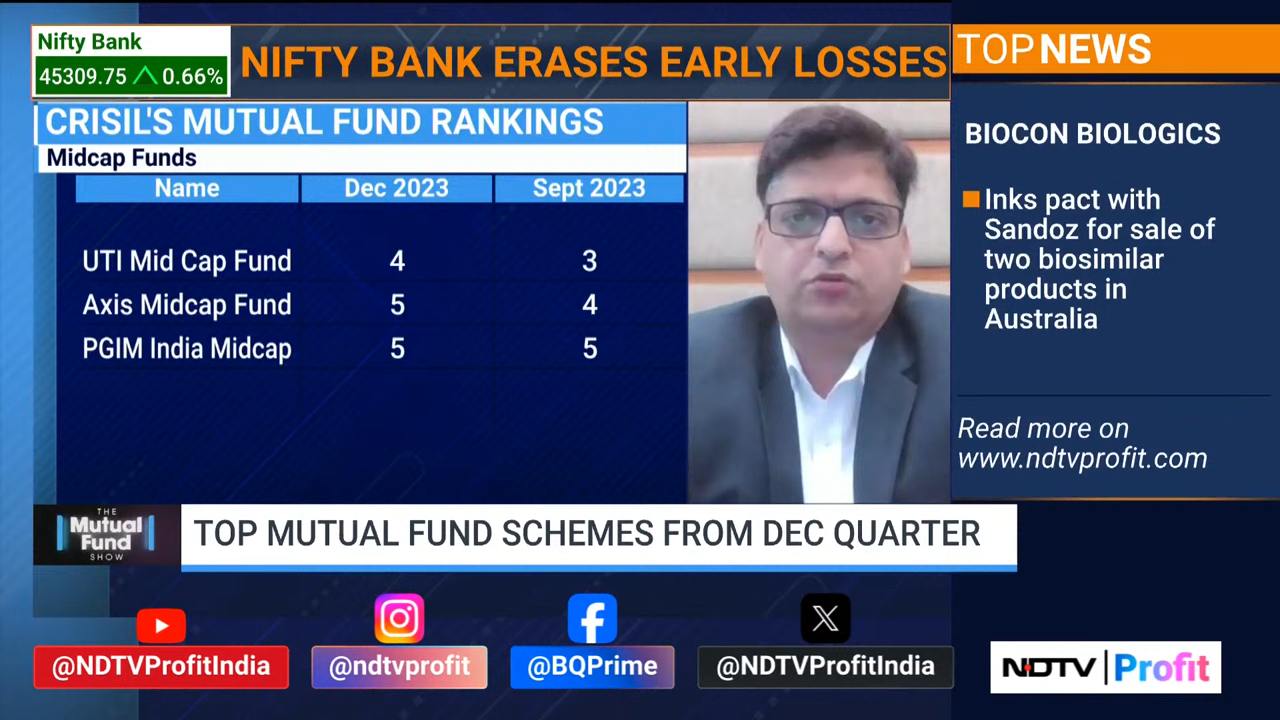 Nifty Bank
45309.75 0.66%
NIFTY BANK ERASES EARLY LOSSES
TOP NEWS
CRISIL'S MUTUAL FUND RANKINGS
Midcap Funds
Name Dec 2023 Sept 2023
UTI Mid Cap Fund 4 3
Axis Midcap Fund 5 4
PGIM India Midcap 5 5
BIOCON BIOLOGICS
Inks pact with
Sandoz for sale of
two biosimilar
products in
Australia
Read more on
www.ndtvprofit.com
THE
Mutual
Fund
SHOW
TOP MUTUAL FUND SCHEMES FROM DEC QUARTER
@NDTVProfitIndia
@ndtvprofit
@BQPrime
@NDTVProfitIndia
NDTV Profit